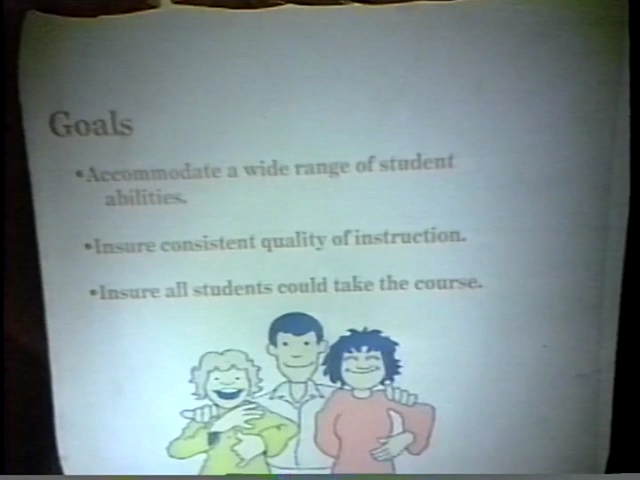 Goals
•Accommodate a wide range of student
abilities.
•Insure consistent quality of instruction.
•Insure all students could take the course.